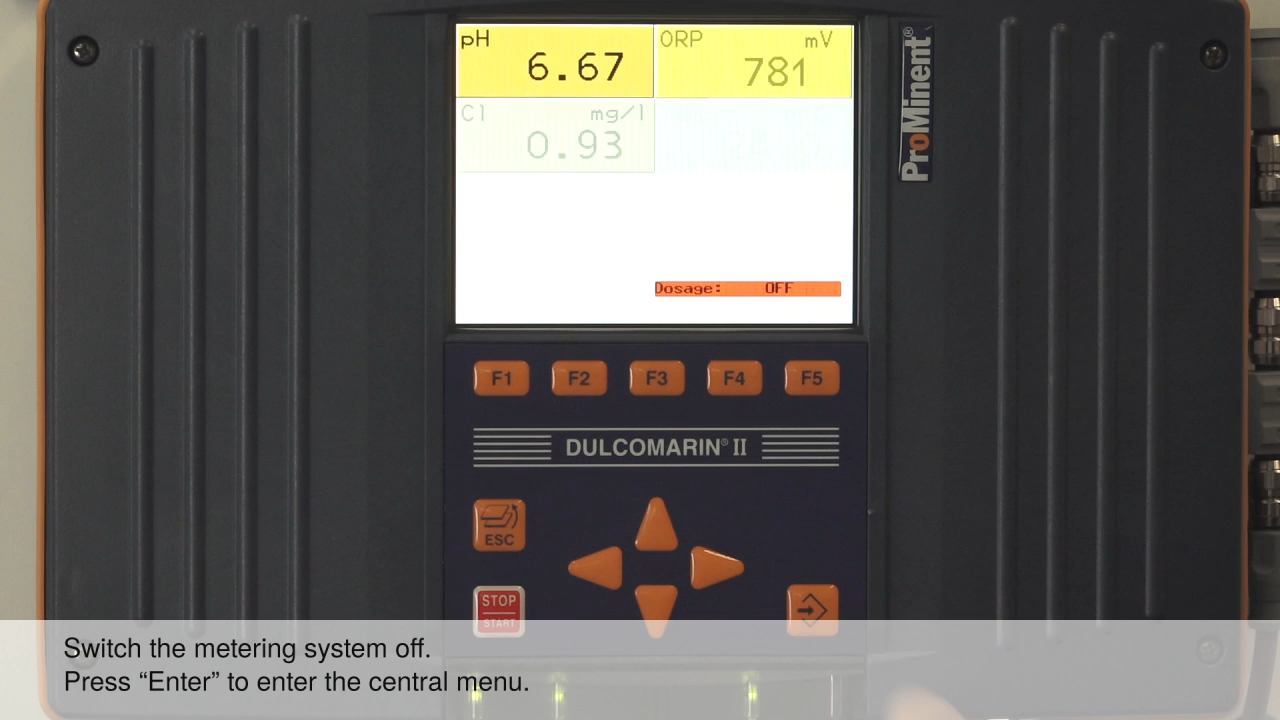 pH 6.67
ORP mV 781
Cl mg/l 0.93
Dosage: OFF
ProMinent®
F1 F2 F3 F4 F5
DULCOMARIN® II
ESC
STOP
START
Switch the metering system off.
Press “Enter” to enter the central menu.